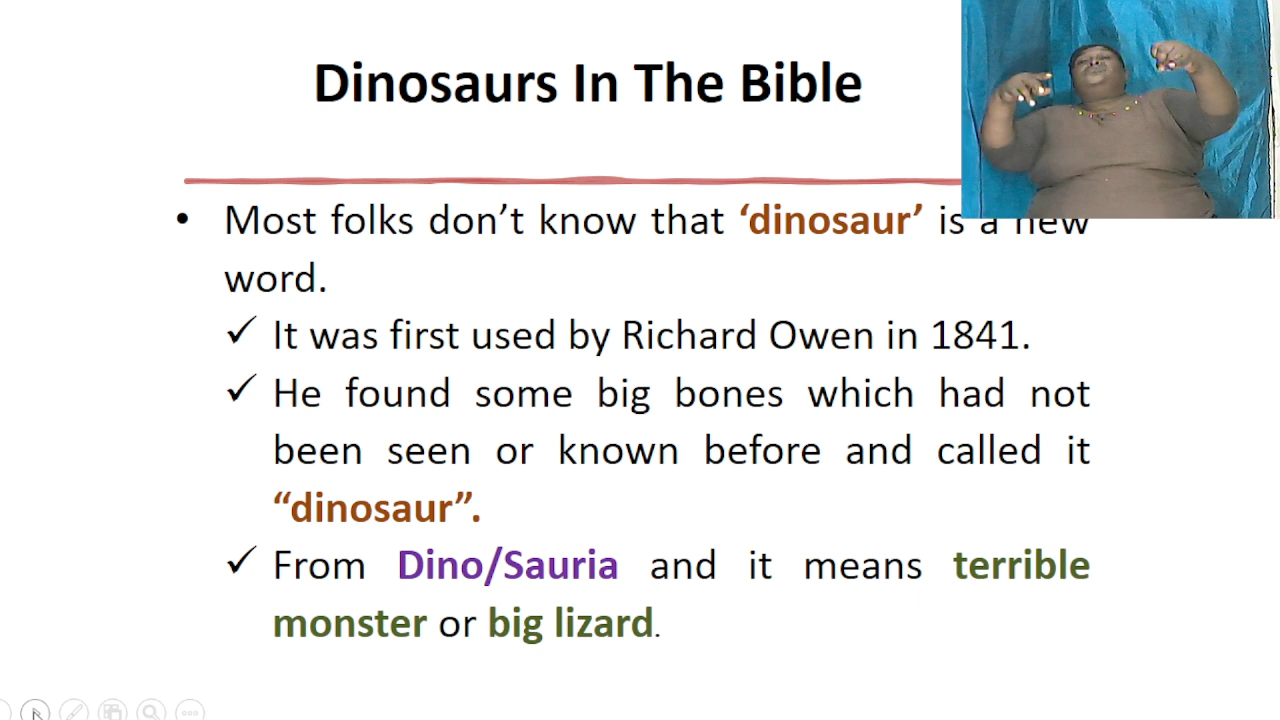 Dinosaurs In The Bible
• Most folks don’t know that ‘dinosaur’ is a new
word.
✓ It was first used by Richard Owen in 1841.
✓ He found some big bones which had not
been seen or known before and called it
“dinosaur”.
✓ From Dino/Sauria and it means terrible
monster or big lizard.